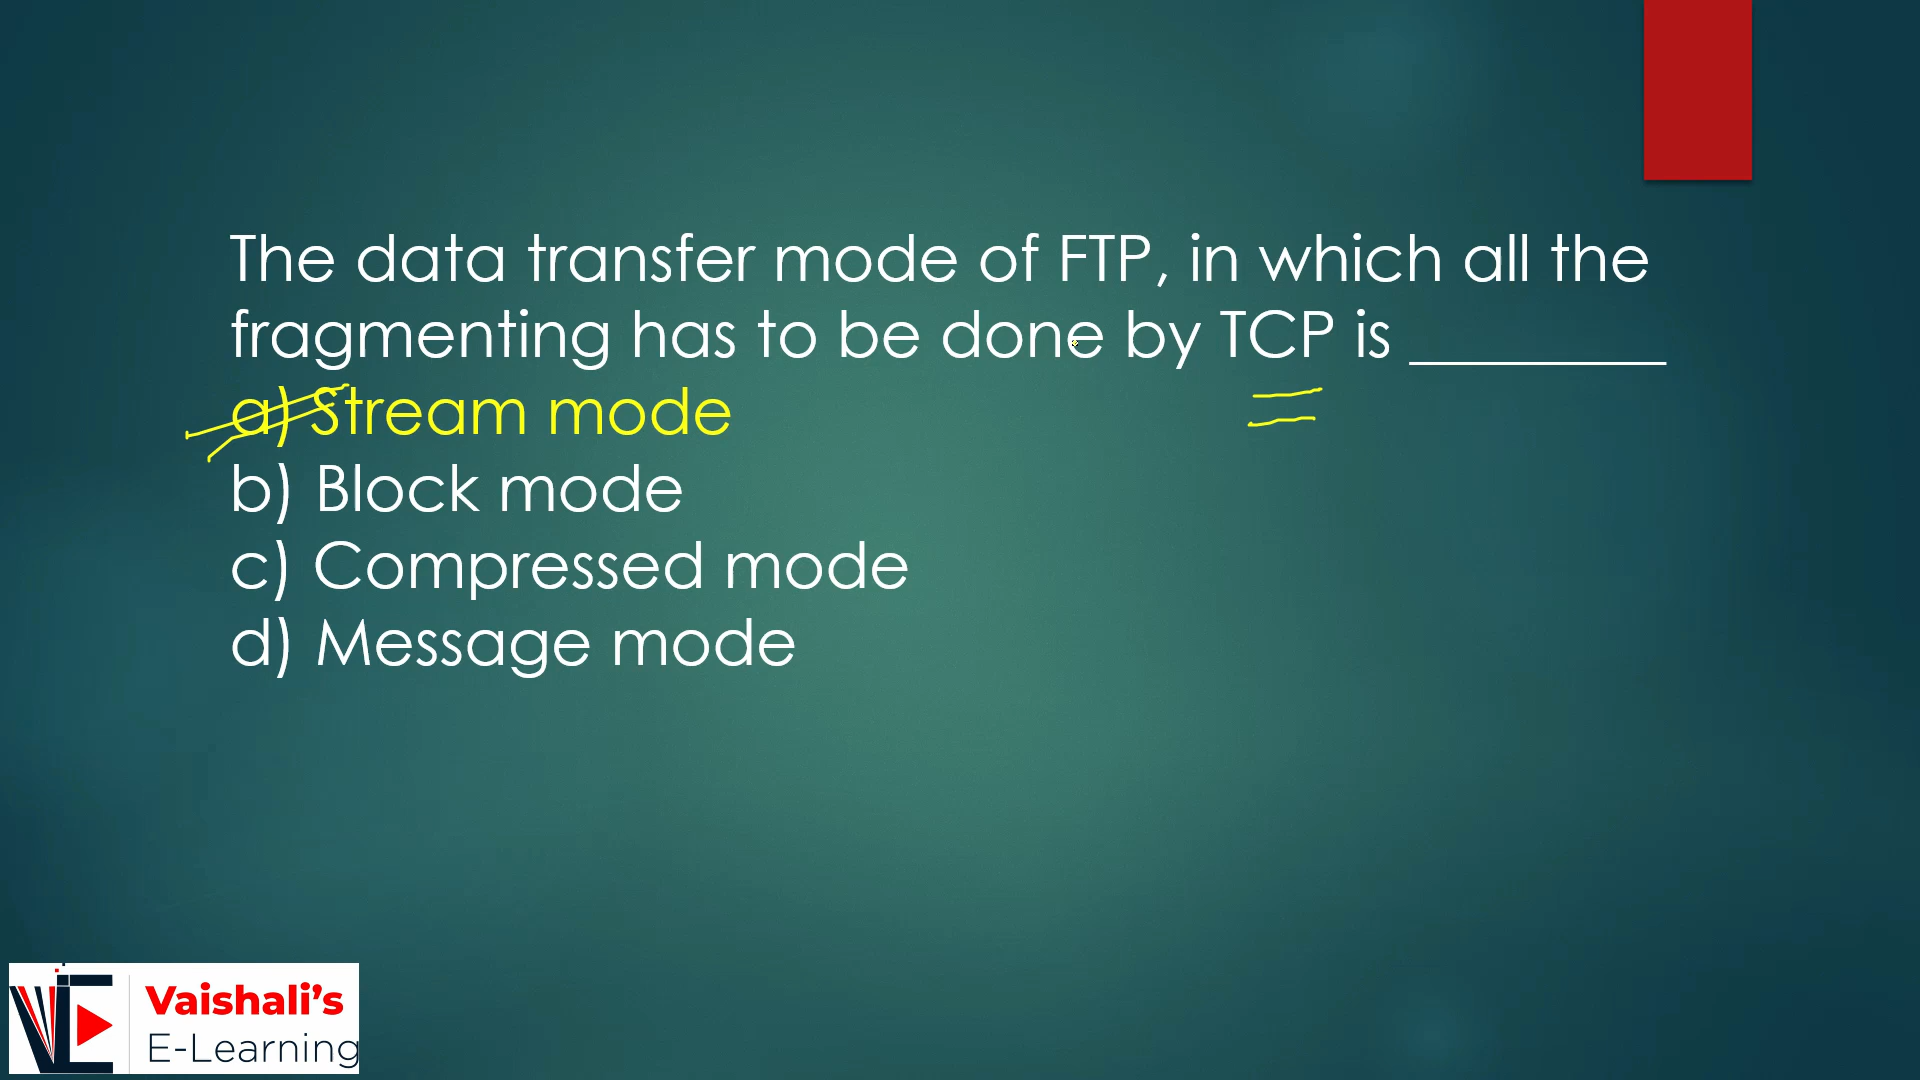 The data transfer mode of FTP, in which all the
fragmenting has to be done by TCP is ________
a) Stream mode
b) Block mode
c) Compressed mode
d) Message mode
Vaishali's
E-Learning